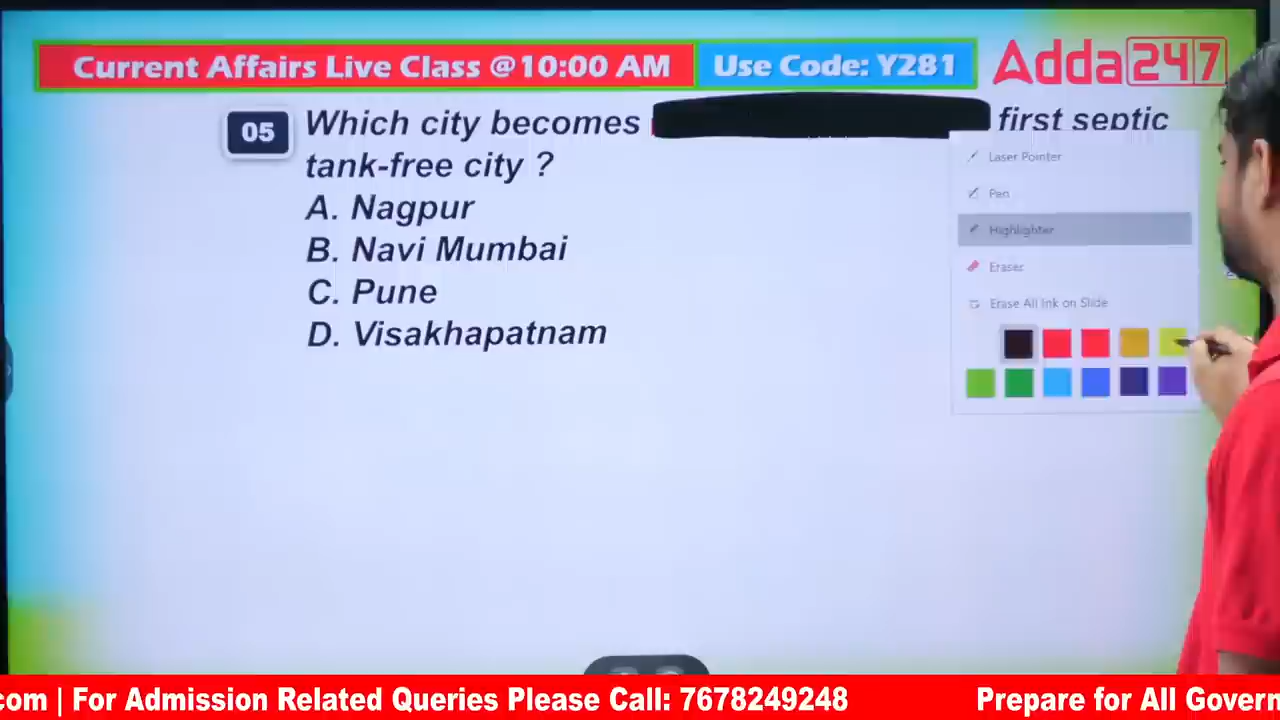 Current Affairs Live Class @10:00 AM
Use Code: Y281
Adda247
05
Which city becomes first septic
tank-free city ?
A. Nagpur
B. Navi Mumbai
C. Pune
D. Visakhapatnam
Laser Pointer
Pen
Highlighter
Eraser
Erase All Ink on Slide
.com | For Admission Related Queries Please Call: 7678249248
Prepare for All Govern